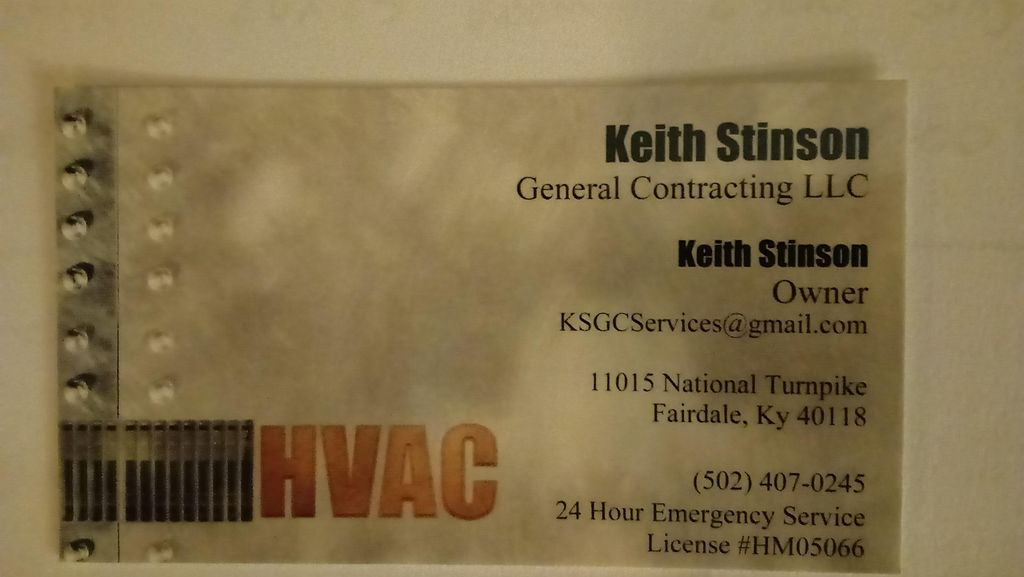 Keith Stinson
General Contracting LLC
Keith Stinson
Owner
KSGCServices@gmail.com
11015 National Turnpike
Fairdale, Ky 40118
(502) 407-0245
24 Hour Emergency Service
License #HM05066
HVAC